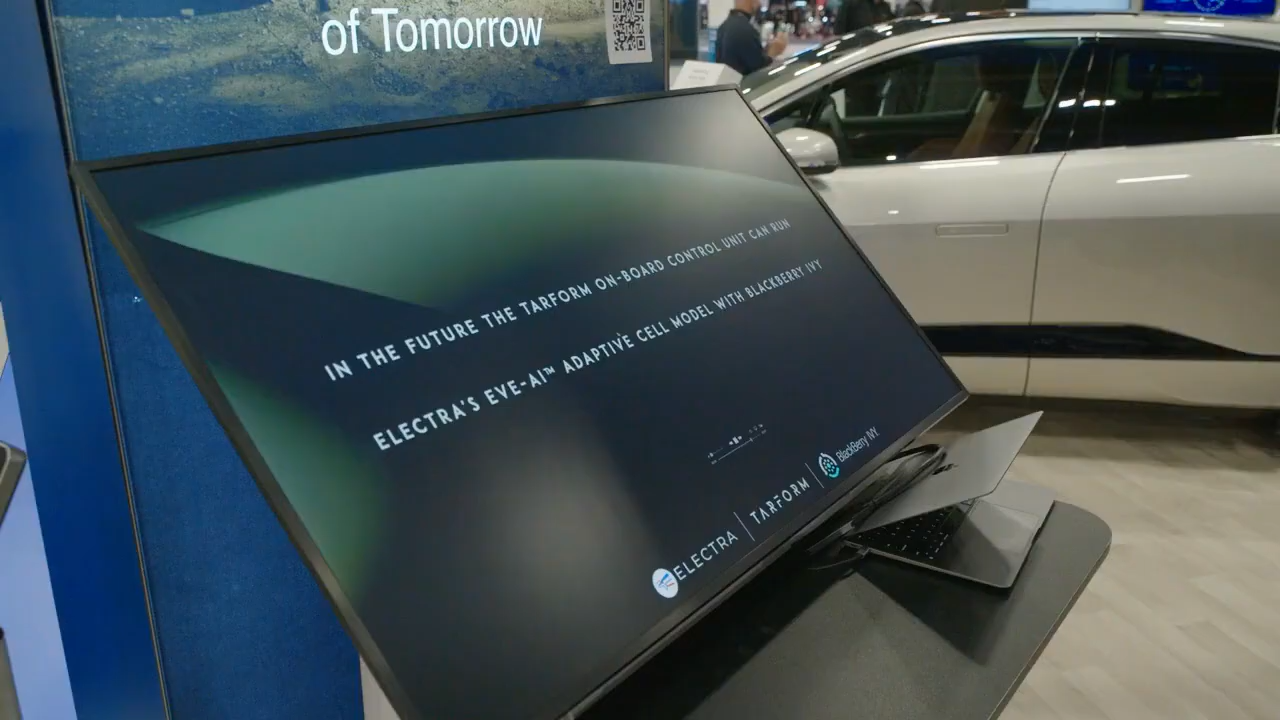 of Tomorrow
IN THE FUTURE THE TARFORM ON-BOARD CONTROL UNIT CAN RUN
ELECTRA'S EVE-AI™ ADAPTIVE CELL MODEL WITH BLACKBERRY IVY
ELECTRA | TARFORM | BlackBerry IVY